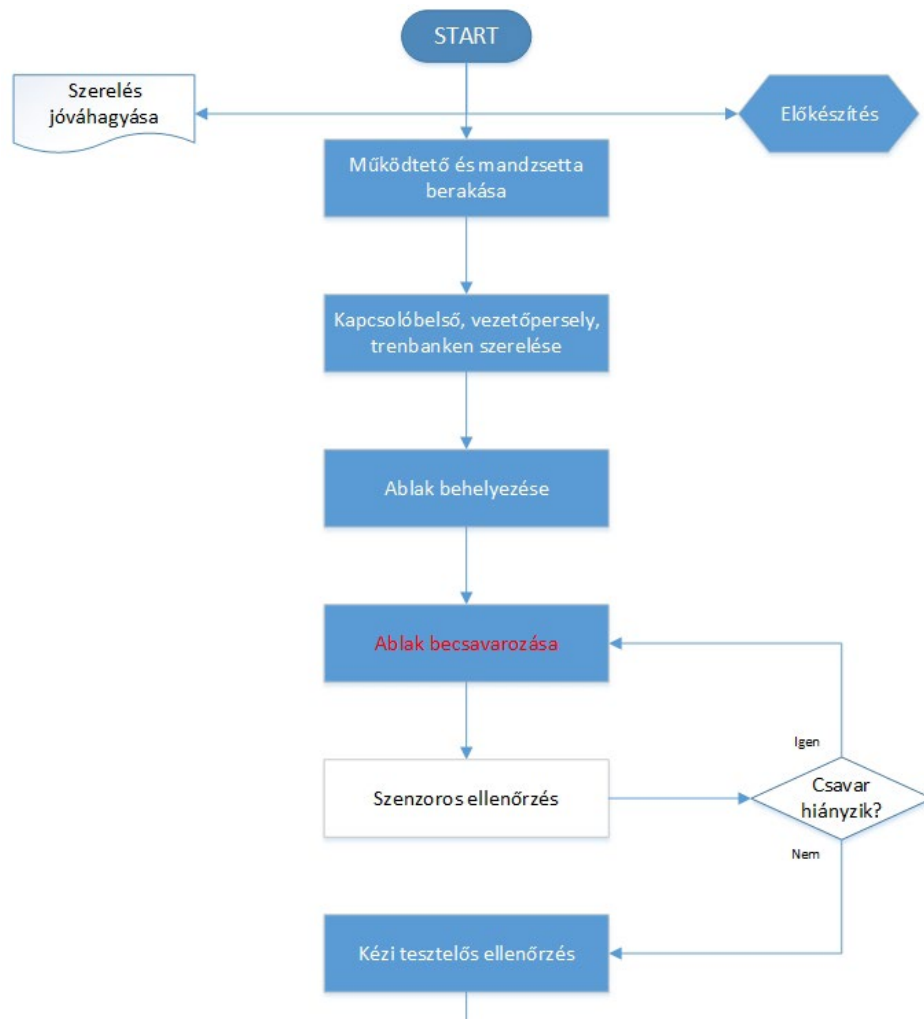 START
Szerelés
jóváhagyása
Előkészítés
Működtető és mandzsetta
berakása
Kapcsolóbelső, vezetőpersely,
trenbanken szerelése
Ablak behelyezése
Ablak becsavarozása
Igen
Szenzoros ellenőrzés
Csavar
hiányzik?
Nem
Kézi tesztelős ellenőrzés